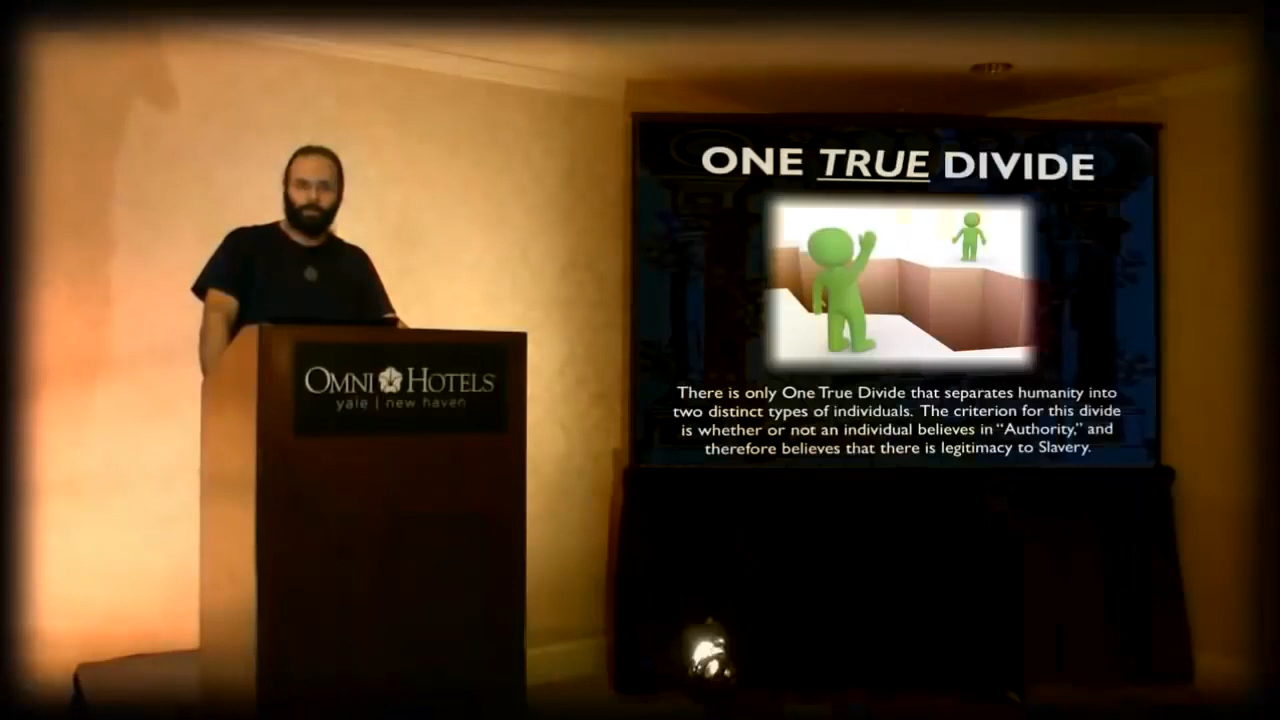 ONE TRUE DIVIDE
There is only One True Divide that separates humanity into
two distinct types of individuals. The criterion for this divide
is whether or not an individual believes in “Authority,” and
therefore believes that there is legitimacy to Slavery.
OMNI HOTELS
yale | new haven